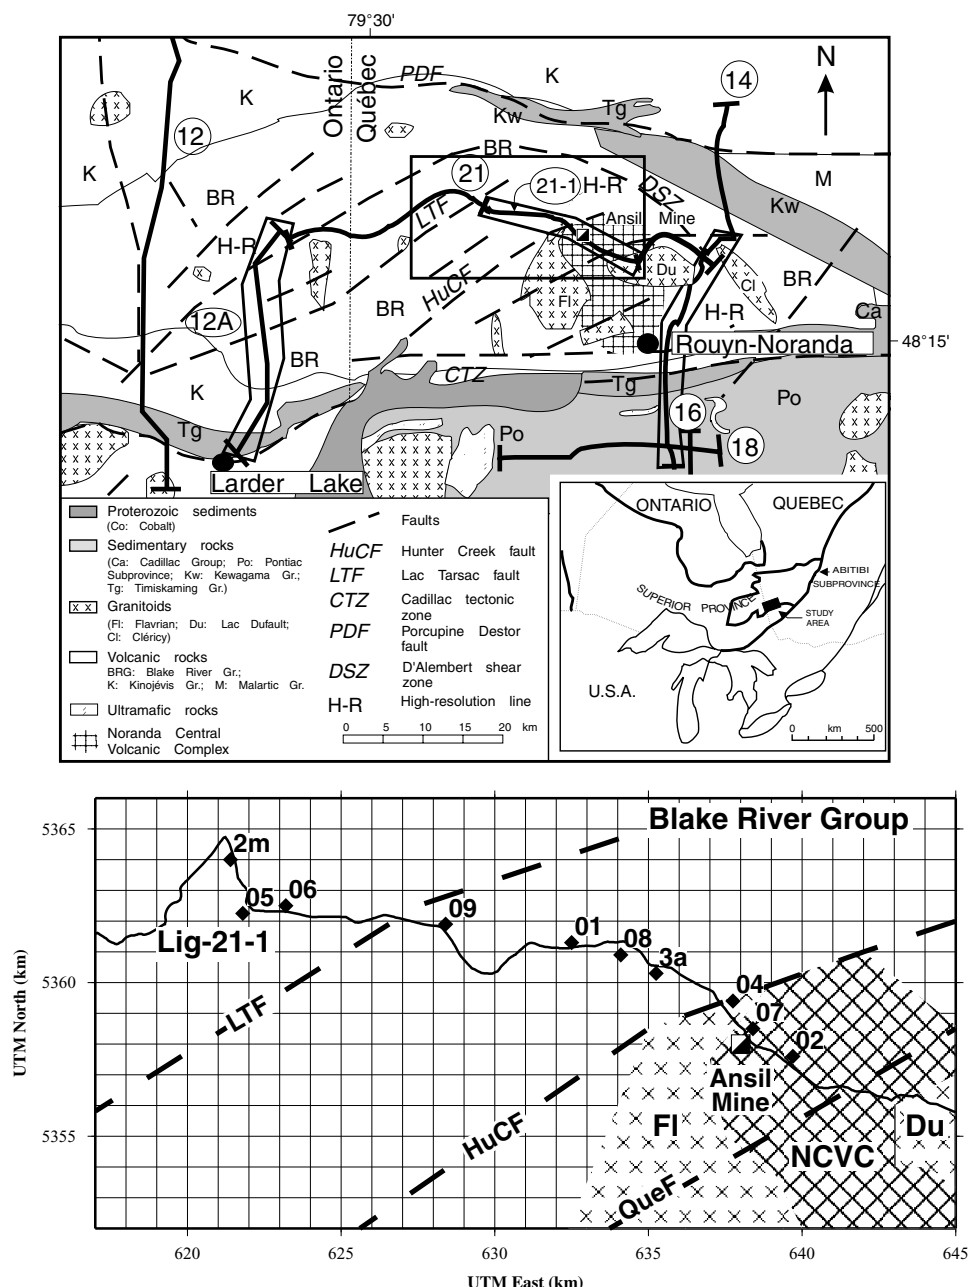 79°30'
Ontario
Québec
PDF
K
K
N
14
Tg
Kw
12
BR
K
BR
21
21-1
H-R
DSZ
M
Kw
LTF
Ansil Mine
H-R
HuCF
Du
Fl
BR
Cl
12A
BR
H-R
Ca
BR
Rouyn-Noranda
48°15'
K
CTZ
Tg
Po
Tg
Po
16
18
Larder Lake
Proterozoic sediments
(Co: Cobalt)
Sedimentary rocks
(Ca: Cadillac Group; Po: Pontiac
Subprovince; Kw: Kewagama Gr.;
Tg: Timiskaming Gr.)
Granitoids
(Fl: Flavrian; Du: Lac Dufault;
Cl: Cléricy)
Volcanic rocks
BRG: Blake River Gr.;
K: Kinojévis Gr.; M: Malartic Gr.
Ultramafic rocks
Noranda Central
Volcanic Complex
Faults
HuCF Hunter Creek fault
LTF Lac Tarsac fault
CTZ Cadillac tectonic
zone
PDF Porcupine Destor
fault
DSZ D'Alembert shear
zone
H-R High-resolution line
0 5 10 15 20 km
ONTARIO
QUEBEC
ABITIBI
SUBPROVINCE
SUPERIOR PROVINCE
STUDY
AREA
U.S.A.
0 km 500
Blake River Group
5365
2m
05
06
09
01
08
3a
Lig-21-1
5360
04
07
02
LTF
Ansil
Mine
HuCF
Fl
NCVC
Du
5355
QueF
620 625 630 635 640 645
UTM North (km)
UTM East (km)